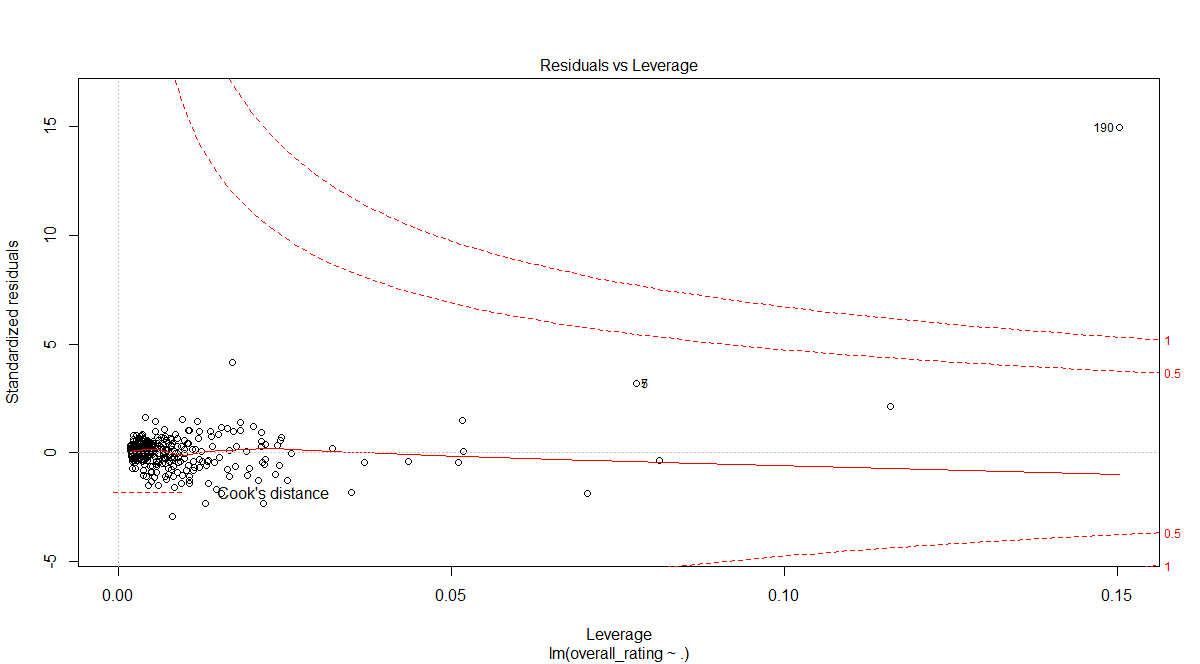 Residuals vs Leverage
Standardized residuals
15
10
5
0
-5
190
1
0.5
Cook's distance
0.5
1
0.00
0.05
0.10
0.15
Leverage
lm(overall_rating ~ .)